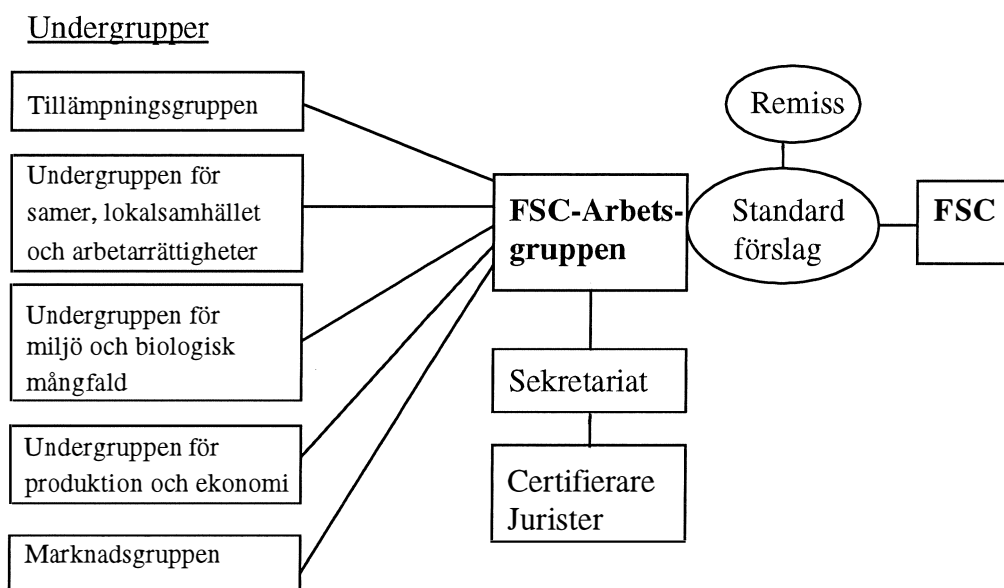 Undergrupper
Tillämpningsgruppen
Undergruppen för
samer, lokalsamhället
och arbetarrättigheter
Undergruppen för
miljö och biologisk
mångfald
Undergruppen för
produktion och ekonomi
Marknadsgruppen
FSC-Arbets-
gruppen
Sekretariat
Certifierare
Jurister
Remiss
Standard
förslag
FSC